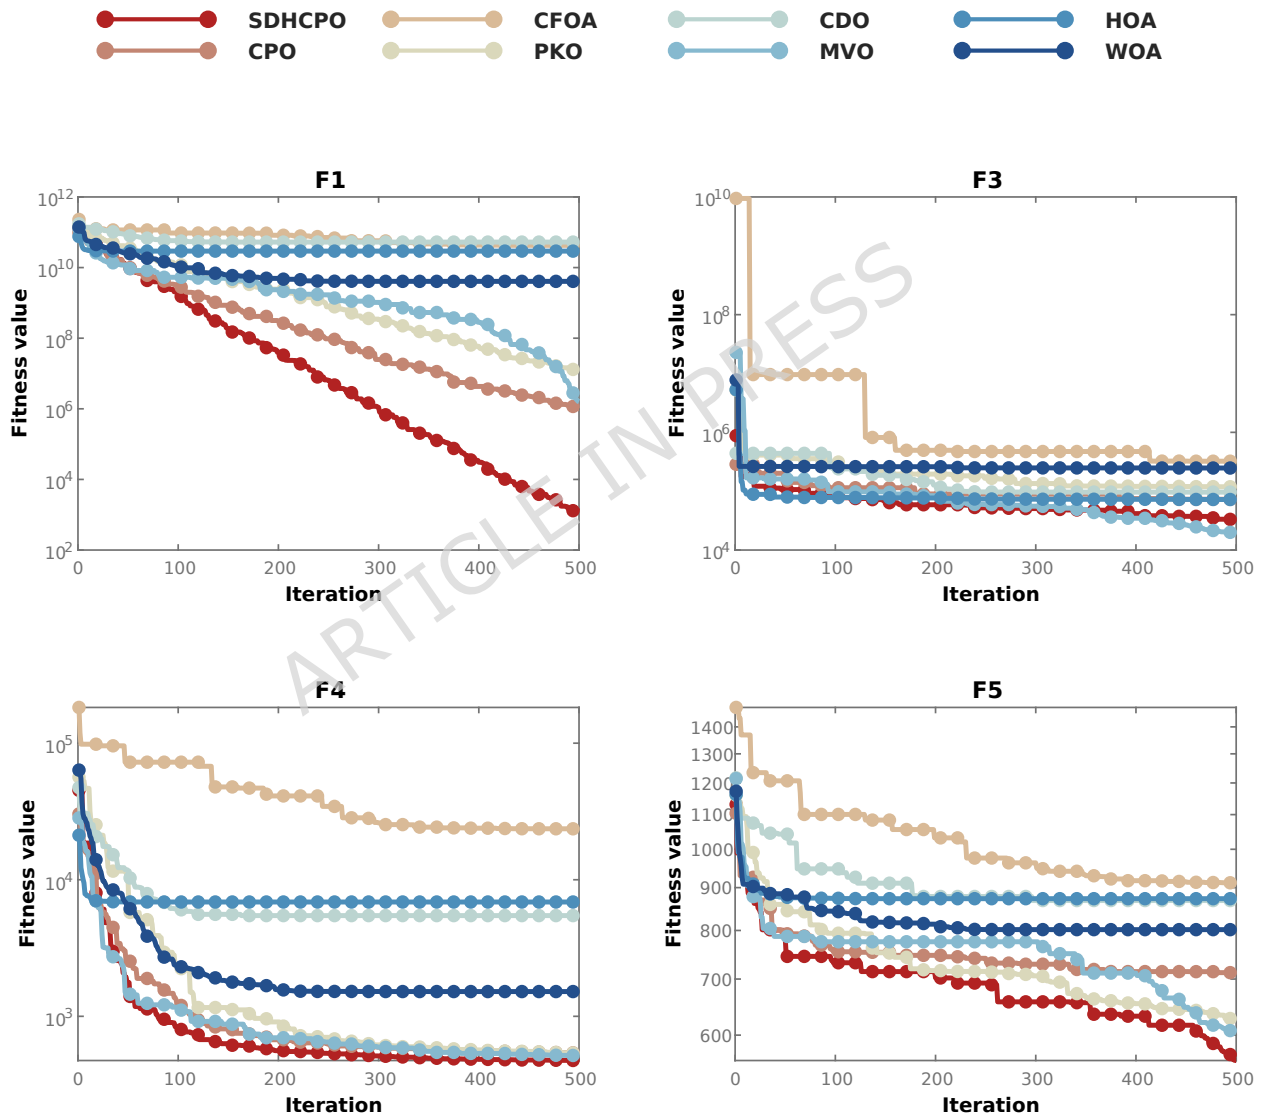 SDHCPO CFOA CDO HOA
CPO PKO MVO WOA
F1 F3
10^12 10^10 10^8 10^6 10^4 10^2
Fitness value
0 100 200 300 400 500
Iteration
10^10 10^8 10^6 10^4
Fitness value
0 100 200 300 400 500
Iteration
ARTICLE IN PRESS
F4 F5
10^5 10^4 10^3
Fitness value
0 100 200 300 400 500
Iteration
1400 1300 1200 1100 1000 900 800 700 600
Fitness value
0 100 200 300 400 500
Iteration